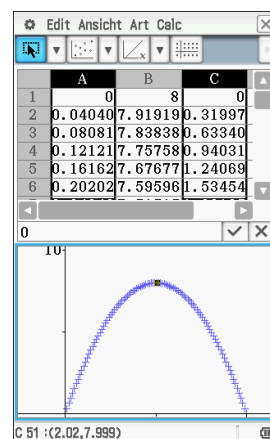 Edit Ansicht Art Calc
A B C
1 0 8 0
2 0.04040 7.91919 0.31997
3 0.08081 7.83838 0.63340
4 0.12121 7.75758 0.94031
5 0.16162 7.67677 1.24069
6 0.20202 7.59596 1.53454
0
10
C 51 :(2.02,7.999)